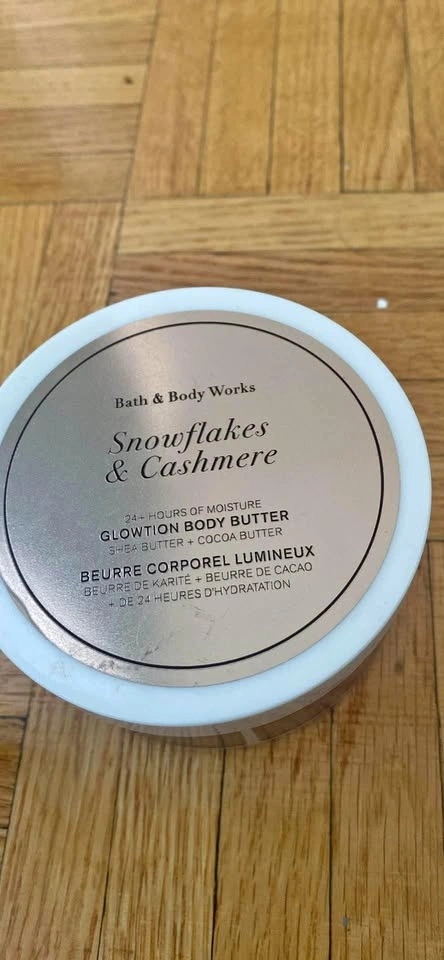 Bath & Body Works
Snowflakes
& Cashmere
24+ HOURS OF MOISTURE
GLOWTION BODY BUTTER
SHEA BUTTER + COCOA BUTTER
BEURRE CORPOREL LUMINEUX
BEURRE DE KARITÉ + BEURRE DE CACAO
+ DE 24 HEURES D'HYDRATATION